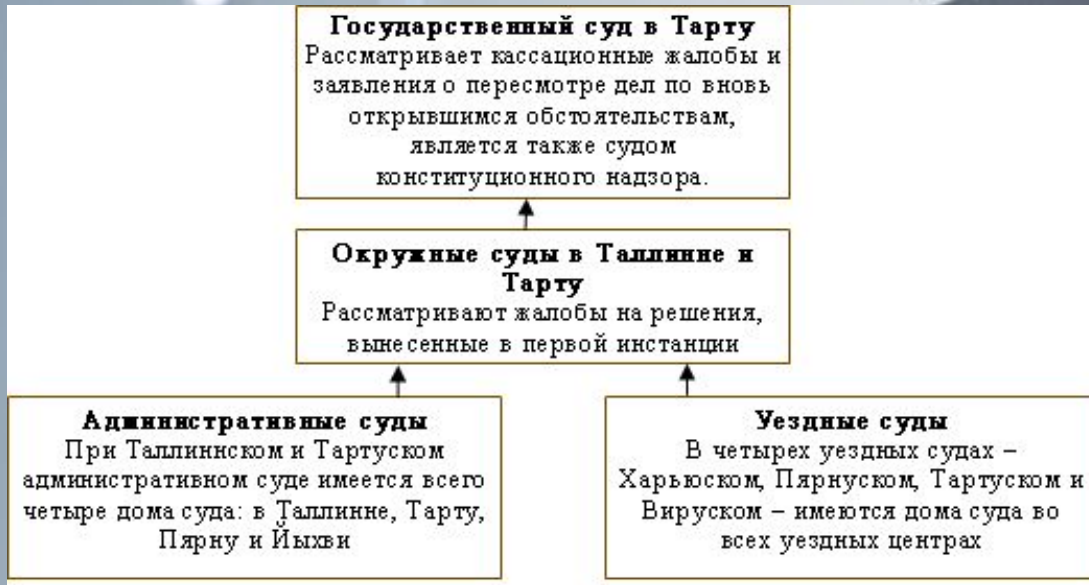 Государственный суд в Тарту
Рассматривает кассационные жалобы и
заявления о пересмотре дел по вновь
открывшимся обстоятельствам,
является также судом
конституционного надзора.
Окружные суды в Таллинне и
Тарту
Рассматривают жалобы на решения,
вынесенные в первой инстанции
Административные суды
При Таллиннском и Тартуском
административном суде имеется всего
четыре дома суда: в Таллинне, Тарту,
Пярну и Йыхви
Уездные суды
В четырех уездных судах –
Харьюском, Пярнуском, Тартуском и
Вируском – имеются дома суда во
всех уездных центрах